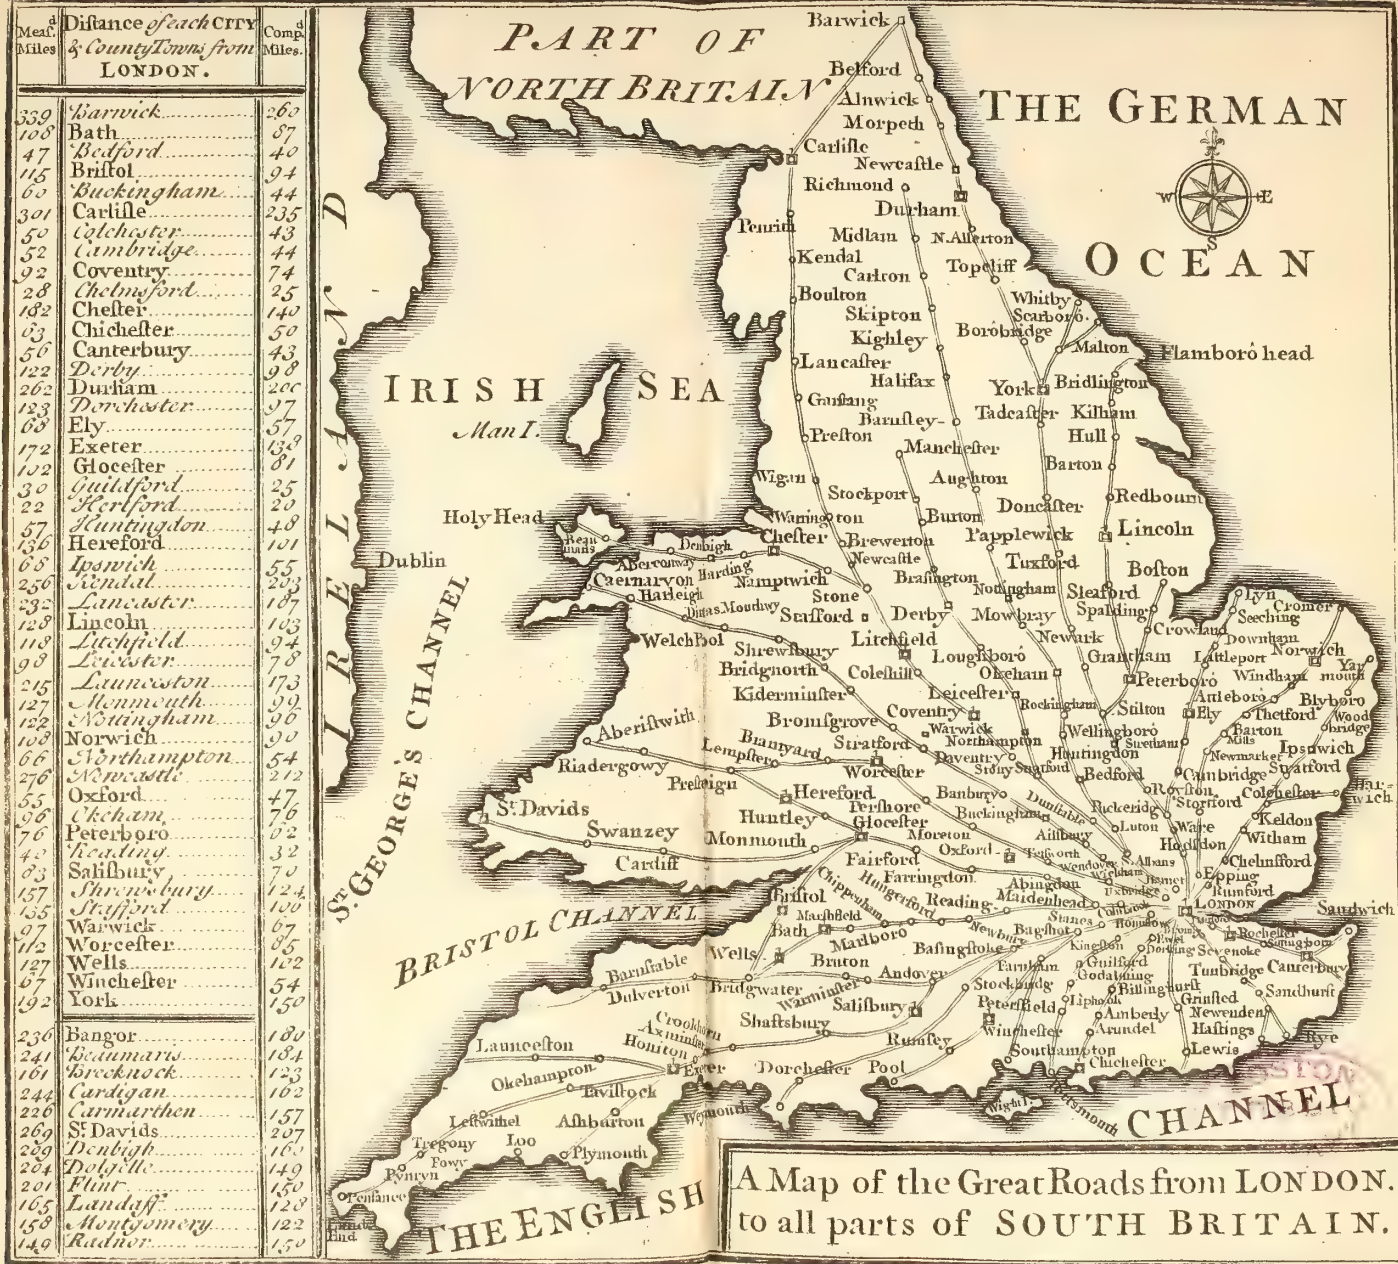 Meaſ.d Miles | Diſtance of each CITY & County Towns from LONDON. | Comp.d Miles.
339 Barwick 260
108 Bath 87
47 Bedford 40
115 Briſtol 94
60 Buckingham 44
301 Carliſle 235
50 Colcheſter 43
52 Cambridge 44
92 Coventry 74
28 Chelmsford 25
182 Cheſter 140
63 Chicheſter 50
56 Canterbury 43
122 Derby 98
262 Durham 200
123 Dorcheſter 97
68 Ely 57
172 Exeter 138
102 Gloceſter 81
30 Guildford 25
22 Hertford 20
57 Huntingdon 48
136 Hereford 101
68 Ipswich 55
256 Kendal 203
232 Lancaster 187
128 Lincoln 103
118 Litchfield 94
98 Leiceſter 78
215 Launceston 173
127 Monmouth 99
122 Nottingham 96
108 Norwich 90
66 Northampton 54
276 Newcaſtle 212
55 Oxford 47
96 Okeham 76
76 Peterboro 62
40 Reading 32
83 Salisbury 70
157 Shrewsbury 124
135 Stafford 106
97 Warwick 67
112 Worceſter 85
127 Wells 102
67 Wincheſter 54
192 York 150
236 Bangor 180
241 Beaumaris 184
161 Brecknock 123
244 Cardigan 162
226 Carmarthen 157
269 St. Davids 207
209 Denbigh 160
204 Dolgelle 149
201 Flint 150
165 Landaff 128
158 Montgomery 122
149 Radnor 150
PART OF
NORTH BRITAIN
THE GERMAN
OCEAN
W E
S
IRISH SEA
Man I.
IRELAND
Dublin
ST. GEORGE'S CHANNEL
BRISTOL CHANNEL
THE ENGLISH CHANNEL
Barwick
Belford
Alnwick
Morpeth
Carliſle
Newcaſtle
Richmond
Durham
Penrith
Midlam
N.Allerton
Kendal
Carlton
Topcliff
Boulton
Whitby
Skipton
Scarboro.
Borobridge
Kighley
Malton
Flamboro head
Lancaſter
Halifax
York
Bridlington
Garſtang
Tadcaſter
Kilham
Barnſley
Preſton
Hull
Mancheſter
Barton
Wigan
Aughton
Stockport
Redbourn
Doncaſter
Holy Head
Warrington
Burton
Lincoln
Cheſter
Brewerton
Papplewick
Beaumaris
Denbigh
Aberconway
Harding
Newcaſtle
Tuxford
Boſton
Caernarvon
Namptwich
Braſington
Harleigh
Stone
Nottingham
Sleaford
Lyn
Cromer
Dinas Mouthwy
Stafford
Derby
Mowbray
Spalding
Seeching
Welchpool
Litchfield
Newark
Crowland
Downham
Shrewſbury
Norwich
Loughboro
Grantham
Littleport
Yarmouth
Bridgnorth
Coleſhill
Okeham
Peterboro
Windham
Kiderminſter
Leiceſter
Attleboro
Blyboro
Coventry
Rockingham
Stilton
Ely
Thetford
Woodbridge
Aberiſtwith
Bromſgrove
Warwick
Wellingboro
Barton Mills
Bramyard
Stratford
Northampton
Huntingdon
Streetham
Ipswich
Lempſter
Newmarket
Riadergowy
Daventry
Stony Stratford
Stratford
Worceſter
Bedford
Cambridge
Preſteign
Royſton
Harwich
Hereford
Banbury
Dunſtable
Colcheſter
St. Davids
Perſhore
Puckeridg
Stortford
Huntley
Buckingham
Keldon
Gloceſter
Luton
Ware
Swanzey
Monmouth
Moreton
Ailſbury
Witham
Oxford
Tetſworth
Hodſdon
Cardiff
Fairford
Wendover
St. Albans
Chelmſford
Farringdon
Wickham
Epping
Abingdon
Barnet
Uxbridge
Rumford
Briſtol
Chippenham
Hungerford
Reading
Maidenhead
LONDON
Colnbrook
Sandwich
Marshfield
Stanes
Hounſlow
Bath
Marlboro
Newbury
Bagshot
Rocheſter
Wells
Kingſton
Baſingſtoke
Dorking
Sevenoke
Bruton
Canterbury
Barnſtable
Farnham
Guilford
Andover
Godalming
Tunbridge
Dulverton
Bridgwater
Warminſter
Stockbridg
Billinghurst
Sandhurſt
Salisbury
Petersfield
Liphook
Grinſted
Newenden
Crookhorn
Shaftsbury
Amberly
Axminſter
Wincheſter
Arundel
Haſtings
Honiton
Rumſey
Rye
Launceſton
Southampton
Lewis
Chicheſter
Okehampton
Exeter
Dorcheſter
Pool
Taviſtock
Weymouth
Wight I.
Portsmouth
Leſtwithel
Aſhburton
Tregony
Loo
Fowy
Plymouth
Penryn
Penſance
Lands End
A Map of the Great Roads from LONDON.
to all parts of SOUTH BRITAIN.